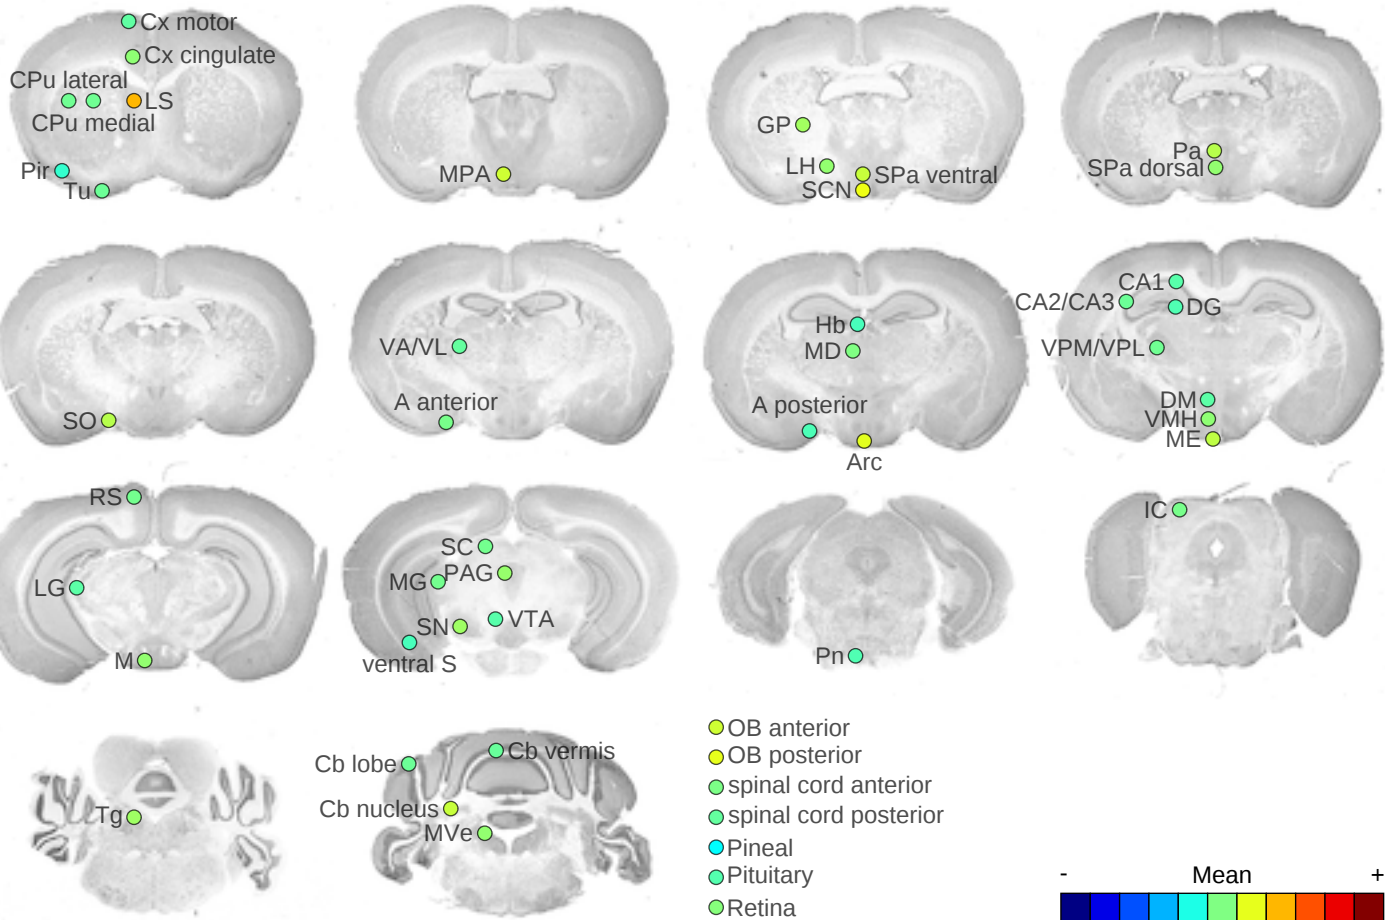 Cx motor
Cx cingulate
CPu lateral
LS
CPu medial
Pir
Tu
MPA
GP
LH
SPa ventral
SCN
Pa
SPa dorsal
SO
VA/VL
A anterior
Hb
MD
A posterior
Arc
CA1
CA2/CA3
DG
VPM/VPL
DM
VMH
ME
RS
LG
M
SC
MG
PAG
SN
VTA
ventral S
Pn
IC
Tg
Cb lobe
Cb vermis
Cb nucleus
MVe
OB anterior
OB posterior
spinal cord anterior
spinal cord posterior
Pineal
Pituitary
Retina
- Mean +